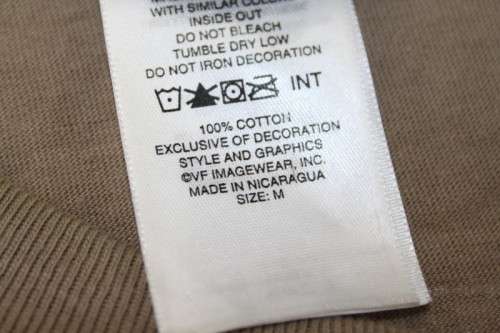 WITH SIMILAR COLORS
INSIDE OUT
DO NOT BLEACH
TUMBLE DRY LOW
DO NOT IRON DECORATION
INT
100% COTTON
EXCLUSIVE OF DECORATION
STYLE AND GRAPHICS
©VF IMAGEWEAR, INC.
MADE IN NICARAGUA
SIZE: M